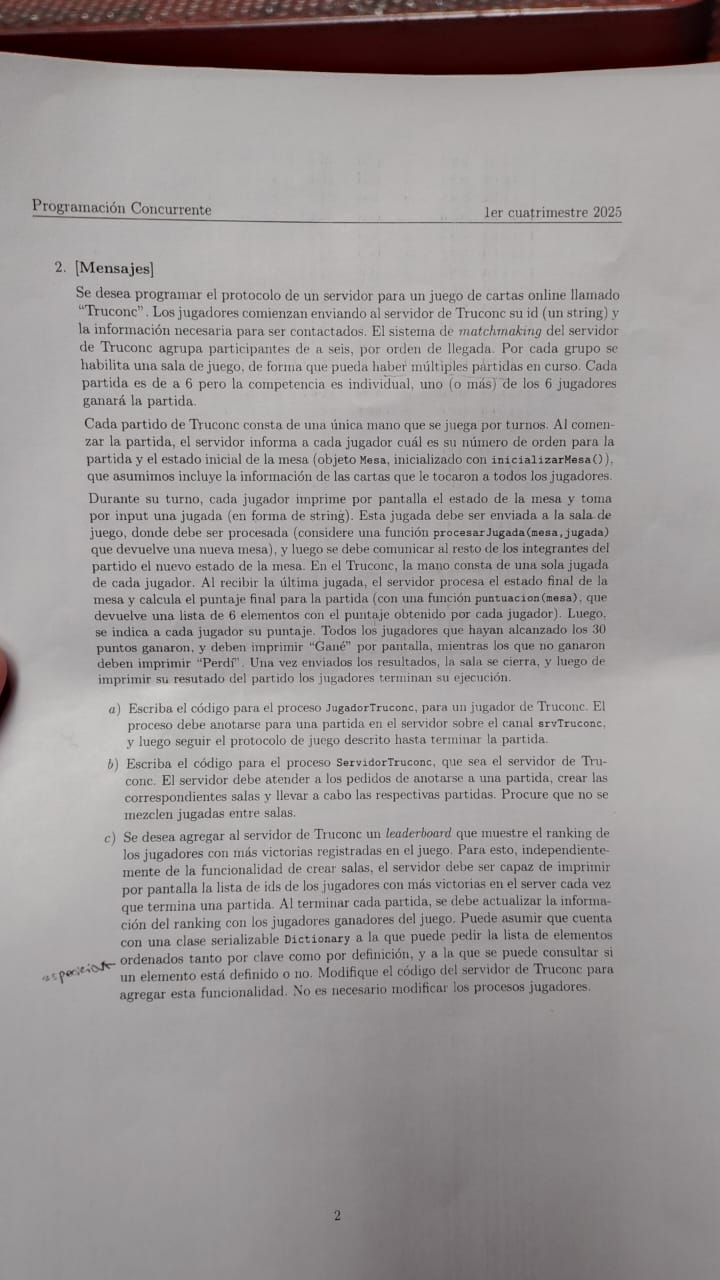 Programación Concurrente 1er cuatrimestre 2025
2. [Mensajes]
Se desea programar el protocolo de un servidor para un juego de cartas online llamado
“Truconc”. Los jugadores comienzan enviando al servidor de Truconc su id (un string) y
la información necesaria para ser contactados. El sistema de matchmaking del servidor
de Truconc agrupa participantes de a seis, por orden de llegada. Por cada grupo se
habilita una sala de juego, de forma que pueda haber múltiples partidas en curso. Cada
partida es de a 6 pero la competencia es individual, uno (o más) de los 6 jugadores
ganará la partida.
Cada partido de Truconc consta de una única mano que se juega por turnos. Al comen-
zar la partida, el servidor informa a cada jugador cuál es su número de orden para la
partida y el estado inicial de la mesa (objeto Mesa, inicializado con inicializarMesa()),
que asumimos incluye la información de las cartas que le tocaron a todos los jugadores.
Durante su turno, cada jugador imprime por pantalla el estado de la mesa y toma
por input una jugada (en forma de string). Esta jugada debe ser enviada a la sala de
juego, donde debe ser procesada (considere una función procesarJugada(mesa,jugada)
que devuelve una nueva mesa), y luego se debe comunicar al resto de los integrantes del
partido el nuevo estado de la mesa. En el Truconc, la mano consta de una sola jugada
de cada jugador. Al recibir la última jugada, el servidor procesa el estado final de la
mesa y calcula el puntaje final para la partida (con una función puntuacion(mesa), que
devuelve una lista de 6 elementos con el puntaje obtenido por cada jugador). Luego,
se indica a cada jugador su puntaje. Todos los jugadores que hayan alcanzado los 30
puntos ganaron, y deben imprimir “Gané” por pantalla, mientras los que no ganaron
deben imprimir “Perdí”. Una vez enviados los resultados, la sala se cierra, y luego de
imprimir su resutado del partido los jugadores terminan su ejecución.
a) Escriba el código para el proceso JugadorTruconc, para un jugador de Truconc. El
proceso debe anotarse para una partida en el servidor sobre el canal srvTruconc,
y luego seguir el protocolo de juego descrito hasta terminar la partida.
b) Escriba el código para el proceso ServidorTruconc, que sea el servidor de Tru-
conc. El servidor debe atender a los pedidos de anotarse a una partida, crear las
correspondientes salas y llevar a cabo las respectivas partidas. Procure que no se
mezclen jugadas entre salas.
c) Se desea agregar al servidor de Truconc un leaderboard que muestre el ranking de
los jugadores con más victorias registradas en el juego. Para esto, independiente-
mente de la funcionalidad de crear salas, el servidor debe ser capaz de imprimir
por pantalla la lista de ids de los jugadores con más victorias en el server cada vez
que termina una partida. Al terminar cada partida, se debe actualizar la informa-
ción del ranking con los jugadores ganadores del juego. Puede asumir que cuenta
con una clase serializable Dictionary a la que puede pedir la lista de elementos
ordenados tanto por clave como por definición, y a la que se puede consultar si
un elemento está definido o no. Modifique el código del servidor de Truconc para
agregar esta funcionalidad. No es necesario modificar los procesos jugadores.
2